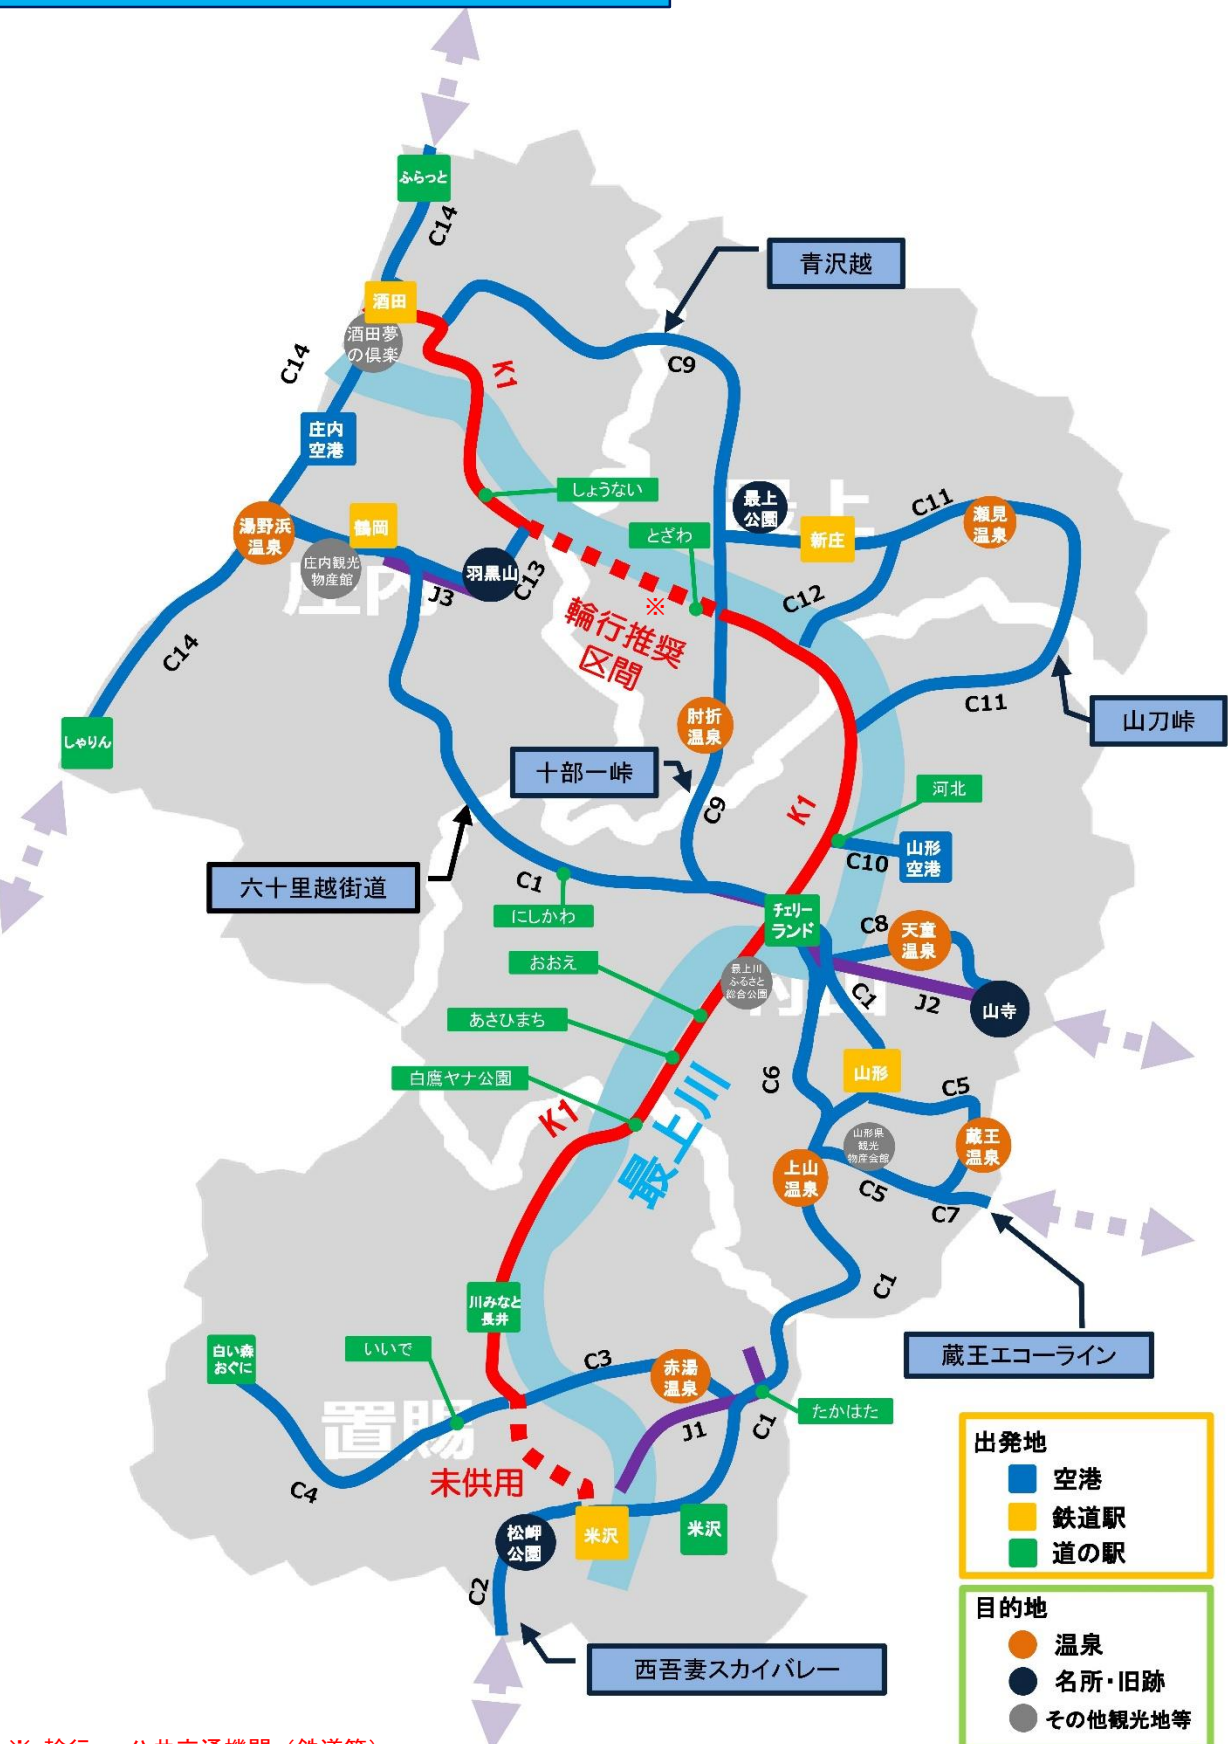 ふらっと
C14
青沢越
酒田
酒田夢
の倶楽
C14
K1
C9
庄内
空港
しょうない
最上
公園
最上
C11
瀬見
温泉
湯野浜
温泉
鶴岡
とざわ
新庄
庄内観光
物産館
庄内
J3
羽黒山
C13
C12
※
輪行推奨
区間
C14
C11
しゃりん
肘折
温泉
山刀峠
十部一峠
河北
C9
K1
C10
山形
空港
六十里越街道
C1
にしかわ
チェリー
ランド
C8
天童
温泉
おおえ
最上川
ふるさと
総合公園
村山
C1
J2
山寺
あさひまち
白鷹ヤナ公園
C6
山形
C5
K1
最上川
山形県
観光
物産会館
蔵王
温泉
上山
温泉
C5
C7
C1
川みなと
長井
蔵王エコーライン
白い森
おぐに
いいで
C3
赤湯
温泉
たかはた
置賜
J1
C1
C4
未供用
松岬
公園
米沢
米沢
C2
西吾妻スカイバレー
出発地
空港
鉄道駅
道の駅
目的地
温泉
名所・旧跡
その他観光地等